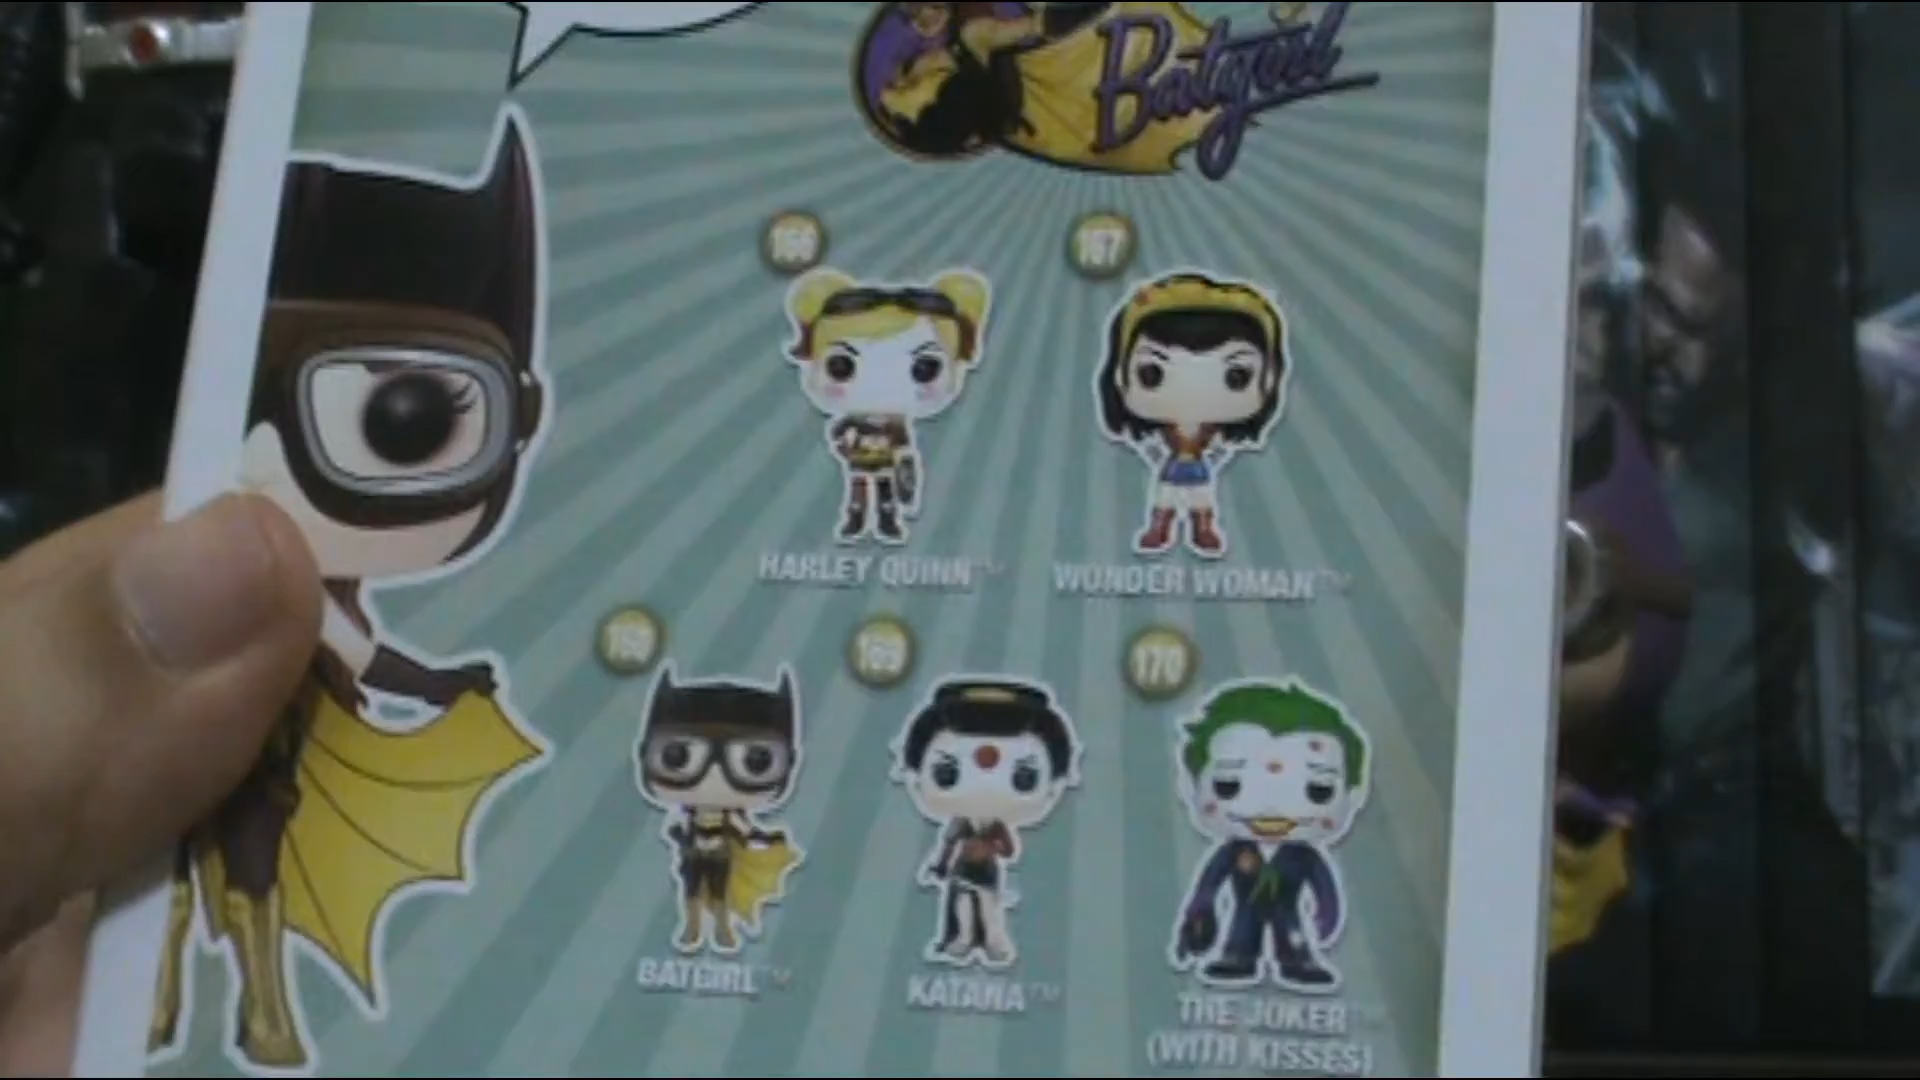 Batgirl
166
167
HARLEY QUINN™
WONDER WOMAN™
168
169
170
BATGIRL™
KATANA™
THE JOKER™
(WITH KISSES)